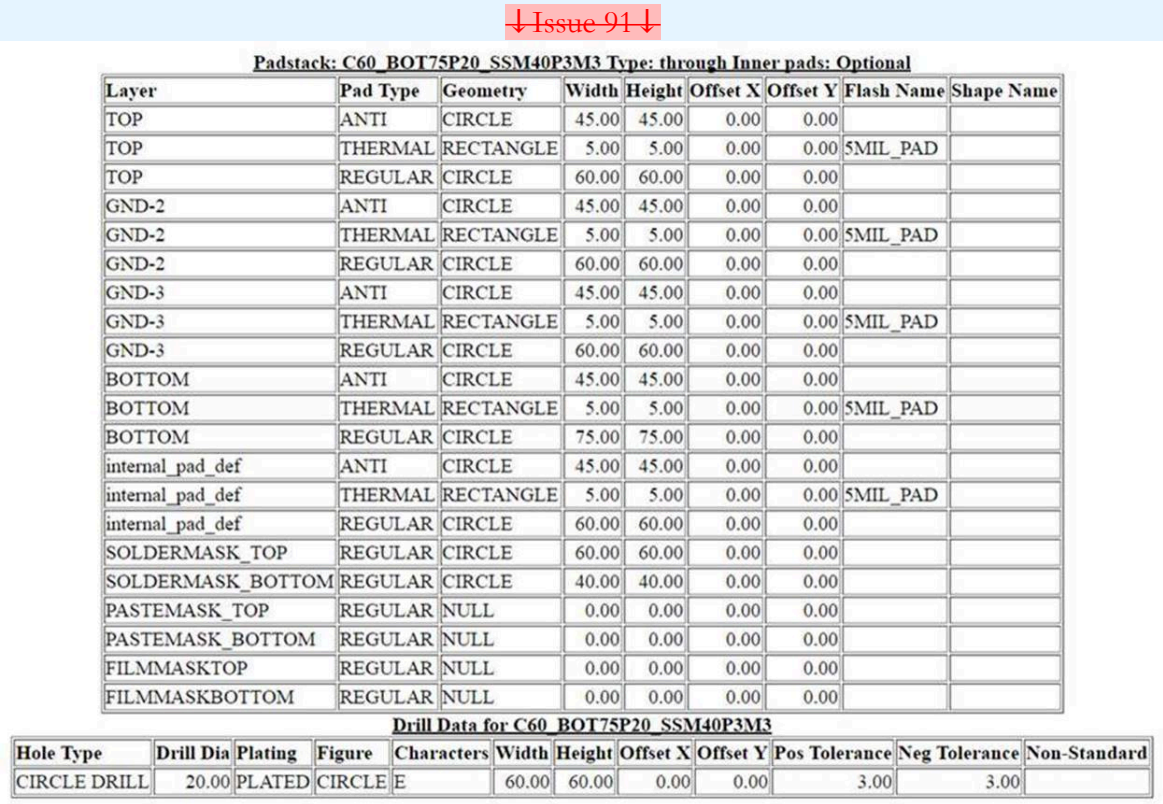 ↓Issue 91↓
Padstack: C60_BOT75P20_SSM40P3M3 Type: through Inner pads: Optional
Layer Pad Type Geometry Width Height Offset X Offset Y Flash Name Shape Name
TOP ANTI CIRCLE 45.00 45.00 0.00 0.00
TOP THERMAL RECTANGLE 5.00 5.00 0.00 0.00 5MIL_PAD
TOP REGULAR CIRCLE 60.00 60.00 0.00 0.00
GND-2 ANTI CIRCLE 45.00 45.00 0.00 0.00
GND-2 THERMAL RECTANGLE 5.00 5.00 0.00 0.00 5MIL_PAD
GND-2 REGULAR CIRCLE 60.00 60.00 0.00 0.00
GND-3 ANTI CIRCLE 45.00 45.00 0.00 0.00
GND-3 THERMAL RECTANGLE 5.00 5.00 0.00 0.00 5MIL_PAD
GND-3 REGULAR CIRCLE 60.00 60.00 0.00 0.00
BOTTOM ANTI CIRCLE 45.00 45.00 0.00 0.00
BOTTOM THERMAL RECTANGLE 5.00 5.00 0.00 0.00 5MIL_PAD
BOTTOM REGULAR CIRCLE 75.00 75.00 0.00 0.00
internal_pad_def ANTI CIRCLE 45.00 45.00 0.00 0.00
internal_pad_def THERMAL RECTANGLE 5.00 5.00 0.00 0.00 5MIL_PAD
internal_pad_def REGULAR CIRCLE 60.00 60.00 0.00 0.00
SOLDERMASK_TOP REGULAR CIRCLE 60.00 60.00 0.00 0.00
SOLDERMASK_BOTTOM REGULAR CIRCLE 40.00 40.00 0.00 0.00
PASTEMASK_TOP REGULAR NULL 0.00 0.00 0.00 0.00
PASTEMASK_BOTTOM REGULAR NULL 0.00 0.00 0.00 0.00
FILMMASKTOP REGULAR NULL 0.00 0.00 0.00 0.00
FILMMASKBOTTOM REGULAR NULL 0.00 0.00 0.00 0.00
Drill Data for C60_BOT75P20_SSM40P3M3
Hole Type Drill Dia Plating Figure Characters Width Height Offset X Offset Y Pos Tolerance Neg Tolerance Non-Standard
CIRCLE DRILL 20.00 PLATED CIRCLE E 60.00 60.00 0.00 0.00 3.00 3.00